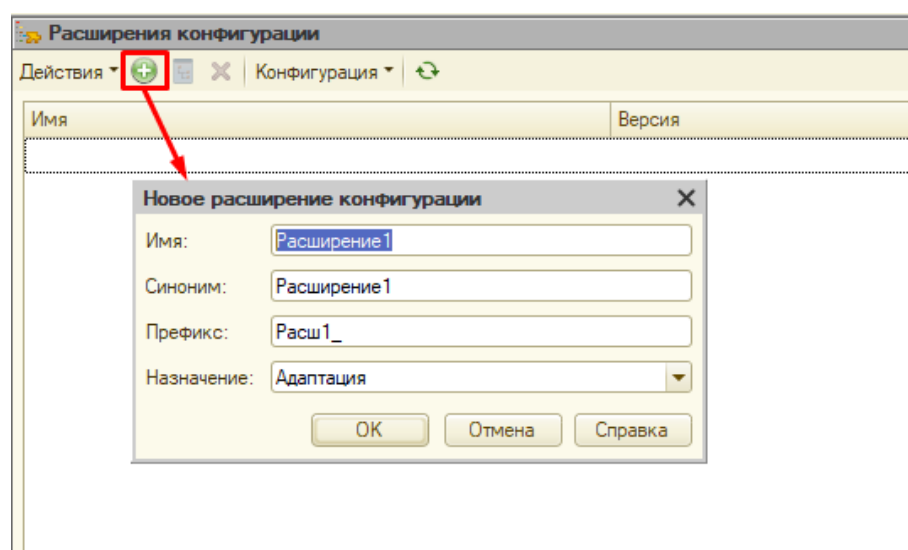 Расширения конфигурации
Действия Конфигурация
Имя Версия
Новое расширение конфигурации
Имя: Расширение1
Синоним: Расширение1
Префикс: Расш1_
Назначение: Адаптация
OK Отмена Справка